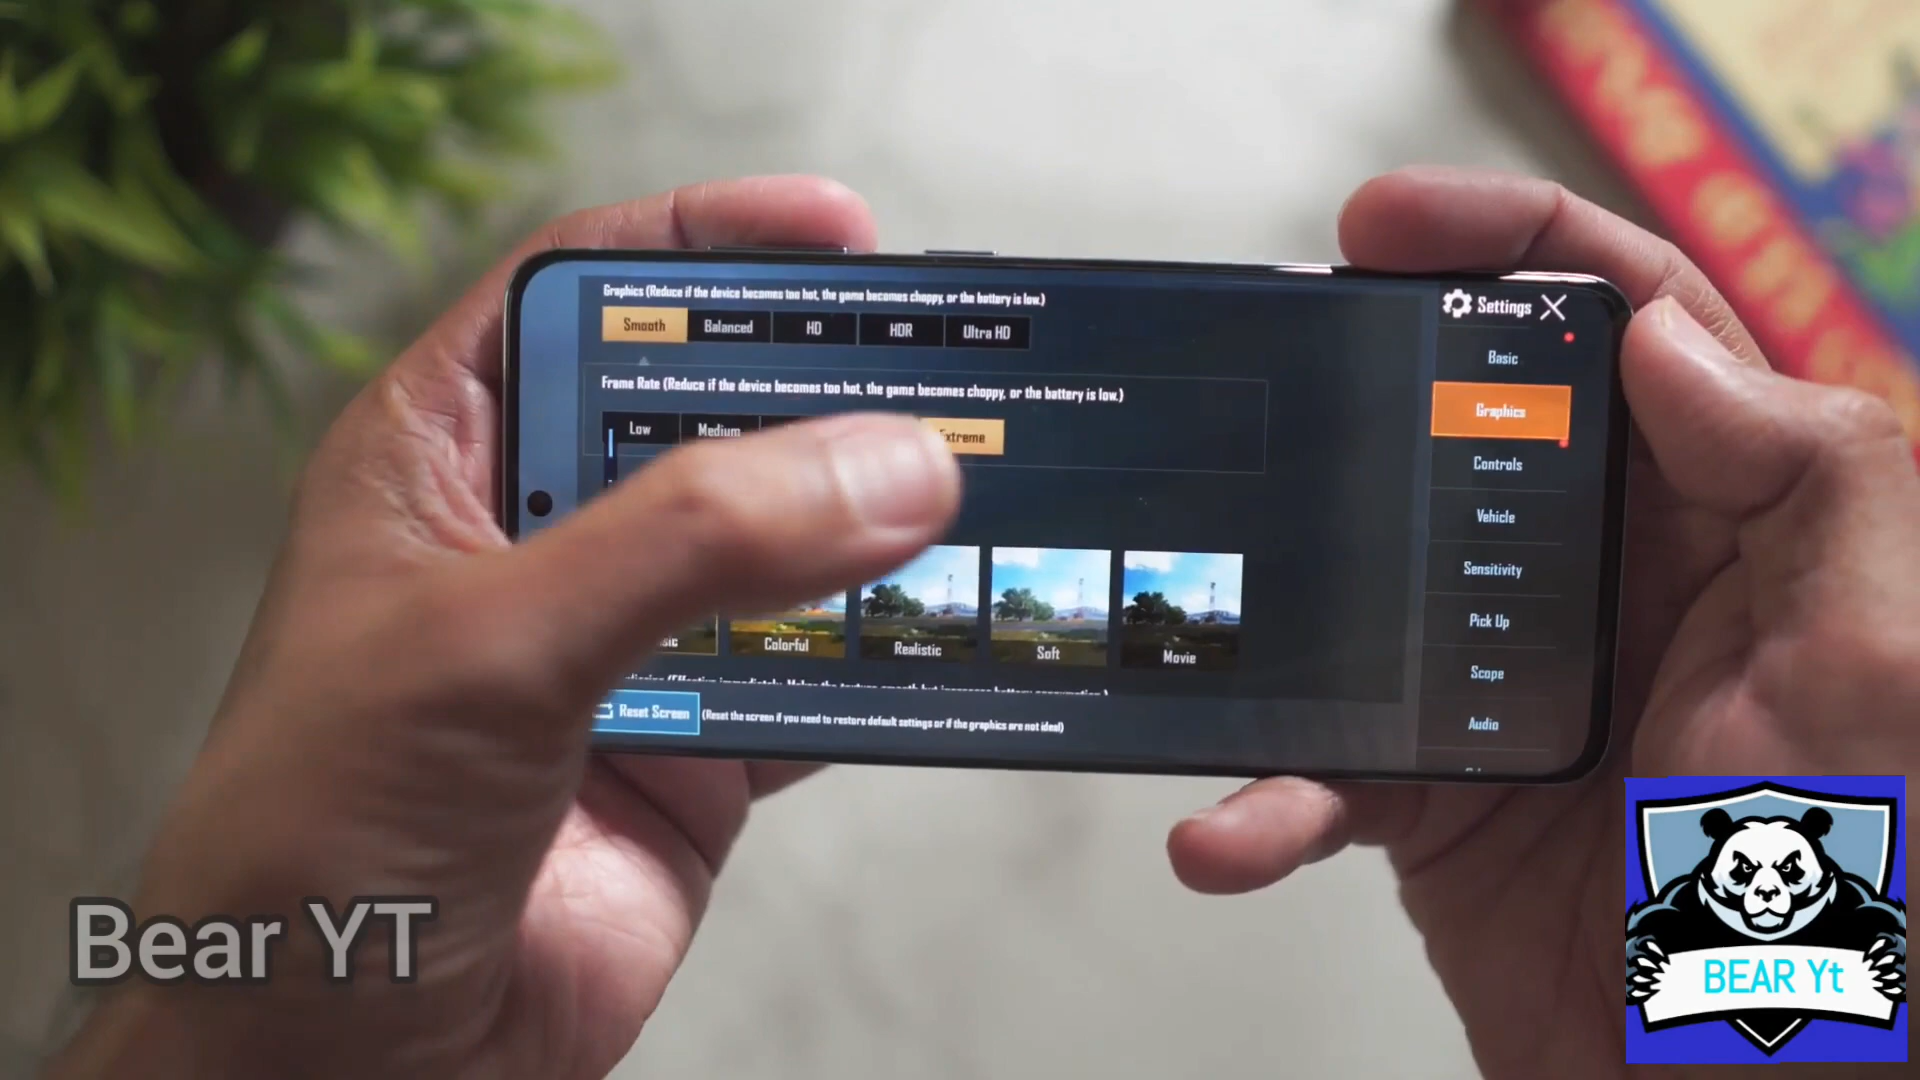 Graphics (Reduce if the device becomes too hot, the game becomes choppy, or the battery is low.)
Smooth Balanced HD HDR Ultra HD
Frame Rate (Reduce if the device becomes too hot, the game becomes choppy, or the battery is low.)
Low Medium Extreme
Colorful Realistic Soft Movie
Reset Screen (Reset the screen if you need to restore default settings or if the graphics are not ideal)
Settings
Basic
Graphics
Controls
Vehicle
Sensitivity
Pick Up
Scope
Audio
Bear YT
BEAR Yt